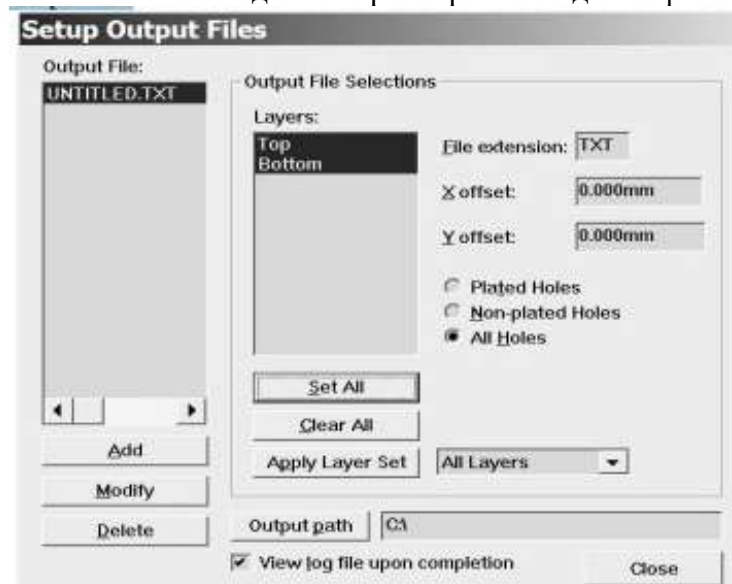 Setup Output Files
Output File:
UNTITLED.TXT
Output File Selections
Layers:
Top
Bottom
File extension: TXT
X offset: 0.000mm
Y offset: 0.000mm
Plated Holes
Non-plated Holes
All Holes
Set All
Clear All
Apply Layer Set All Layers
Add
Modify
Delete
Output path C:\
View log file upon completion
Close